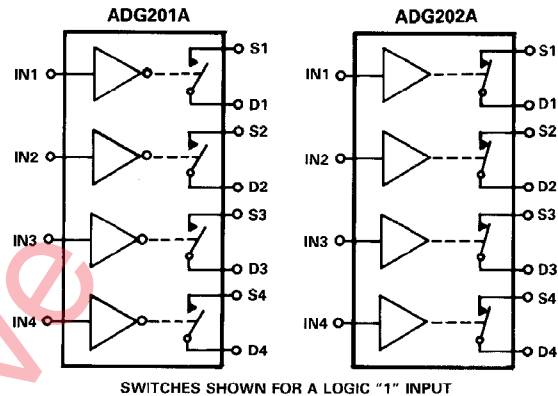 ADG201A
IN1
S1
D1
IN2
S2
D2
IN3
S3
D3
IN4
S4
D4
ADG202A
IN1
S1
D1
IN2
S2
D2
IN3
S3
D3
IN4
S4
D4
SWITCHES SHOWN FOR A LOGIC "1" INPUT